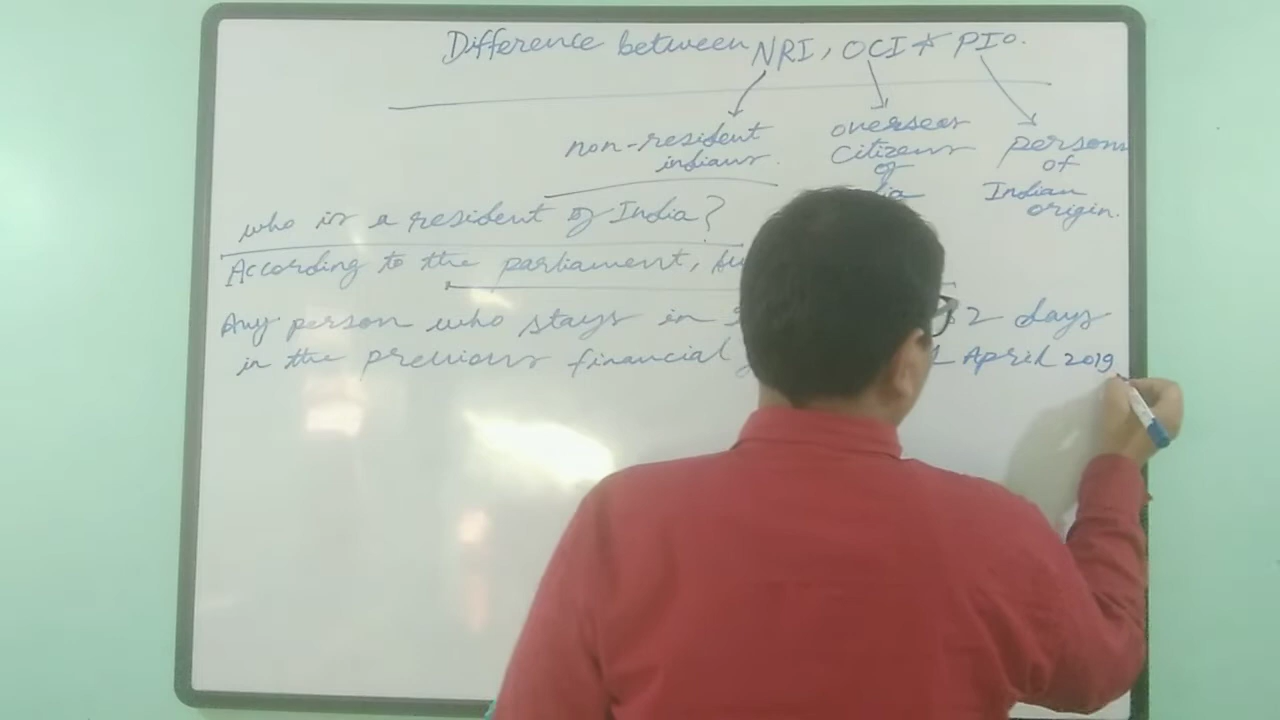 Difference between NRI, OCI & PIO.
non-resident
indians.
overseas
Citizens
of
persons
of
Indian
origin.
who is a resident of India?
According to the parliament,
Any person who stays in 2 days
in the previous financial April 2019